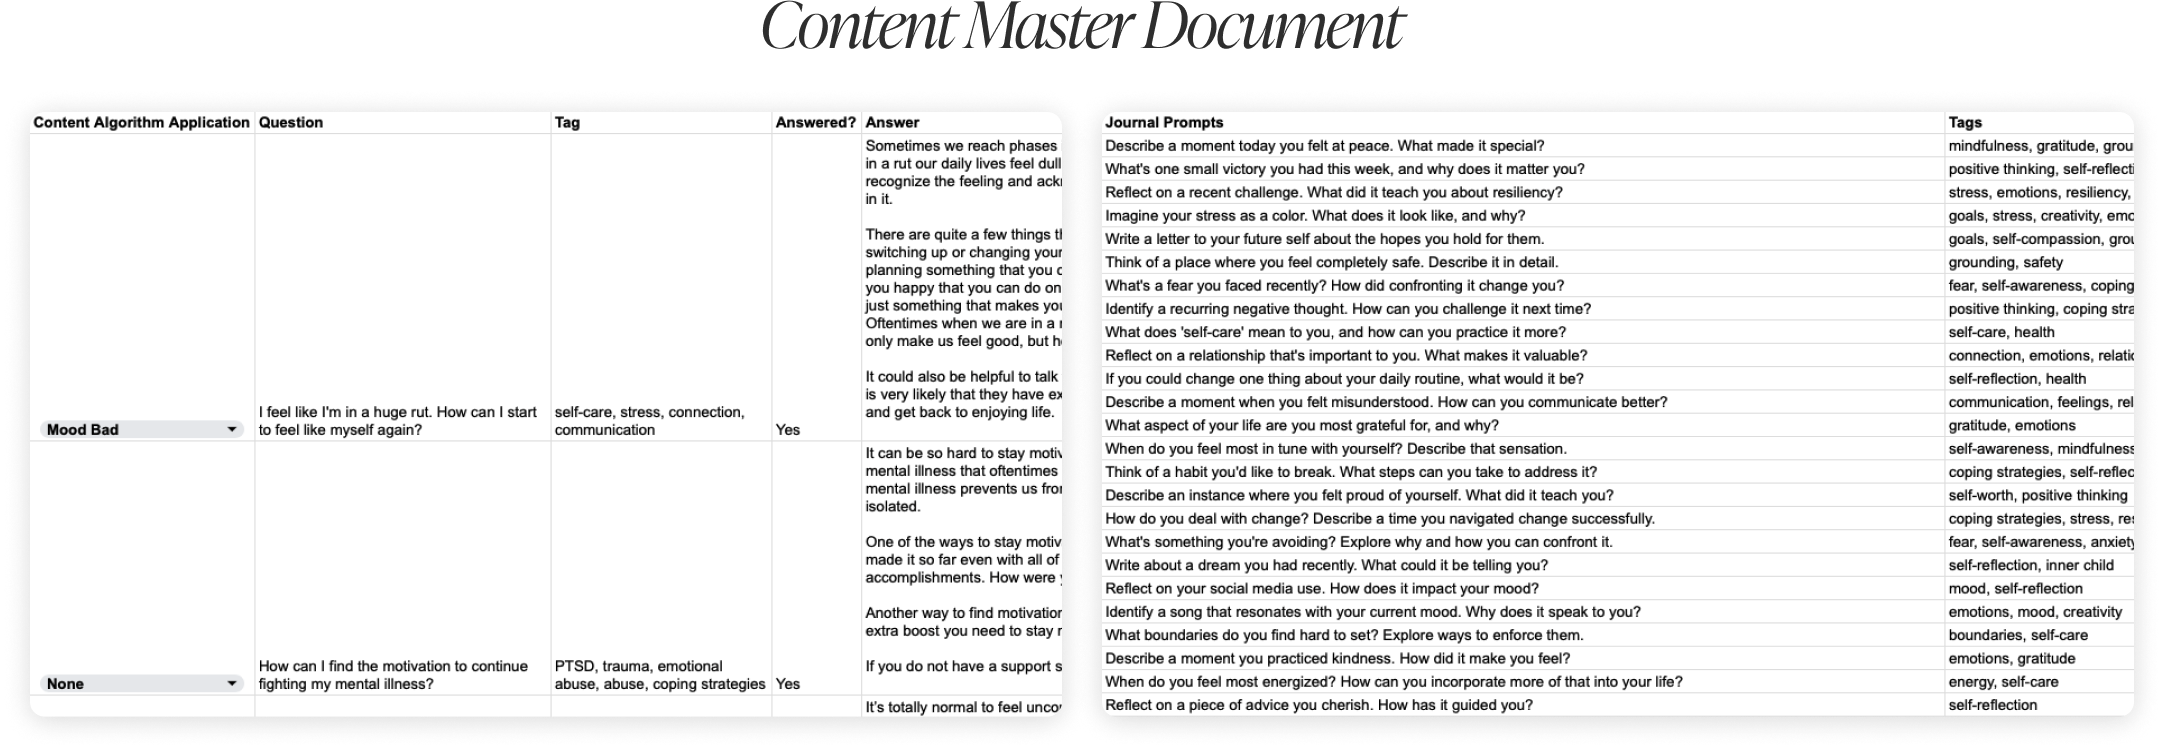 Content Master Document
Content Algorithm Application Question Tag Answered? Answer
Sometimes we reach phases
in a rut our daily lives feel dull
recognize the feeling and
in it.
There are quite a few things
switching up or changing your
planning something that you
you happy that you can do on
just something that makes
Oftentimes when we are in a
only make us feel good, but
It could also be helpful to talk
is very likely that they have
and get back to enjoying life.
Mood Bad
I feel like I'm in a huge rut. How can I start
to feel like myself again?
self-care, stress, connection,
communication
Yes
It can be so hard to stay
mental illness that oftentimes
mental illness prevents us
isolated.
One of the ways to stay
made it so far even with all of
accomplishments. How were
Another way to find
extra boost you need to stay
If you do not have a support
None
How can I find the motivation to continue
fighting my mental illness?
PTSD, trauma, emotional
abuse, abuse, coping strategies
Yes
It's totally normal to feel
Journal Prompts Tags
Describe a moment today you felt at peace. What made it special? mindfulness, gratitude,
What's one small victory you had this week, and why does it matter you? positive thinking,
Reflect on a recent challenge. What did it teach you about resiliency? stress, emotions, resiliency,
Imagine your stress as a color. What does it look like, and why? goals, stress, creativity,
Write a letter to your future self about the hopes you hold for them. goals, self-compassion,
Think of a place where you feel completely safe. Describe it in detail. grounding, safety
What's a fear you faced recently? How did confronting it change you? fear, self-awareness, coping
Identify a recurring negative thought. How can you challenge it next time? positive thinking, coping
What does 'self-care' mean to you, and how can you practice it more? self-care, health
Reflect on a relationship that's important to you. What makes it valuable? connection, emotions,
If you could change one thing about your daily routine, what would it be? self-reflection, health
Describe a moment when you felt misunderstood. How can you communicate better? communication, feelings,
What aspect of your life are you most grateful for, and why? gratitude, emotions
When do you feel most in tune with yourself? Describe that sensation. self-awareness, mindfulness
Think of a habit you'd like to break. What steps can you take to address it? coping strategies,
Describe an instance where you felt proud of yourself. What did it teach you? self-worth, positive thinking
How do you deal with change? Describe a time you navigated change successfully. coping strategies, stress,
What's something you're avoiding? Explore why and how you can confront it. fear, self-awareness, anxiety
Write about a dream you had recently. What could it be telling you? self-reflection, inner child
Reflect on your social media use. How does it impact your mood? mood, self-reflection
Identify a song that resonates with your current mood. Why does it speak to you? emotions, mood, creativity
What boundaries do you find hard to set? Explore ways to enforce them. boundaries, self-care
Describe a moment you practiced kindness. How did it make you feel? emotions, gratitude
When do you feel most energized? How can you incorporate more of that into your life? energy, self-care
Reflect on a piece of advice you cherish. How has it guided you? self-reflection